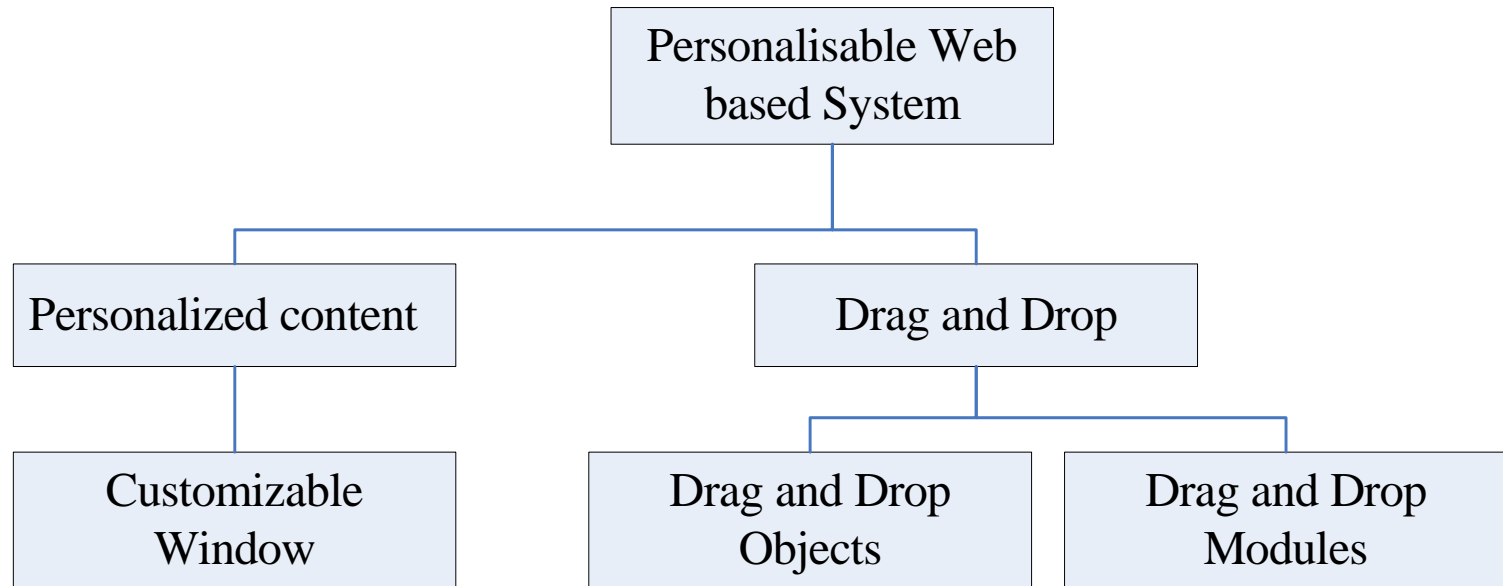 Personalisable Web
based System
Personalized content
Drag and Drop
Customizable
Window
Drag and Drop
Objects
Drag and Drop
Modules